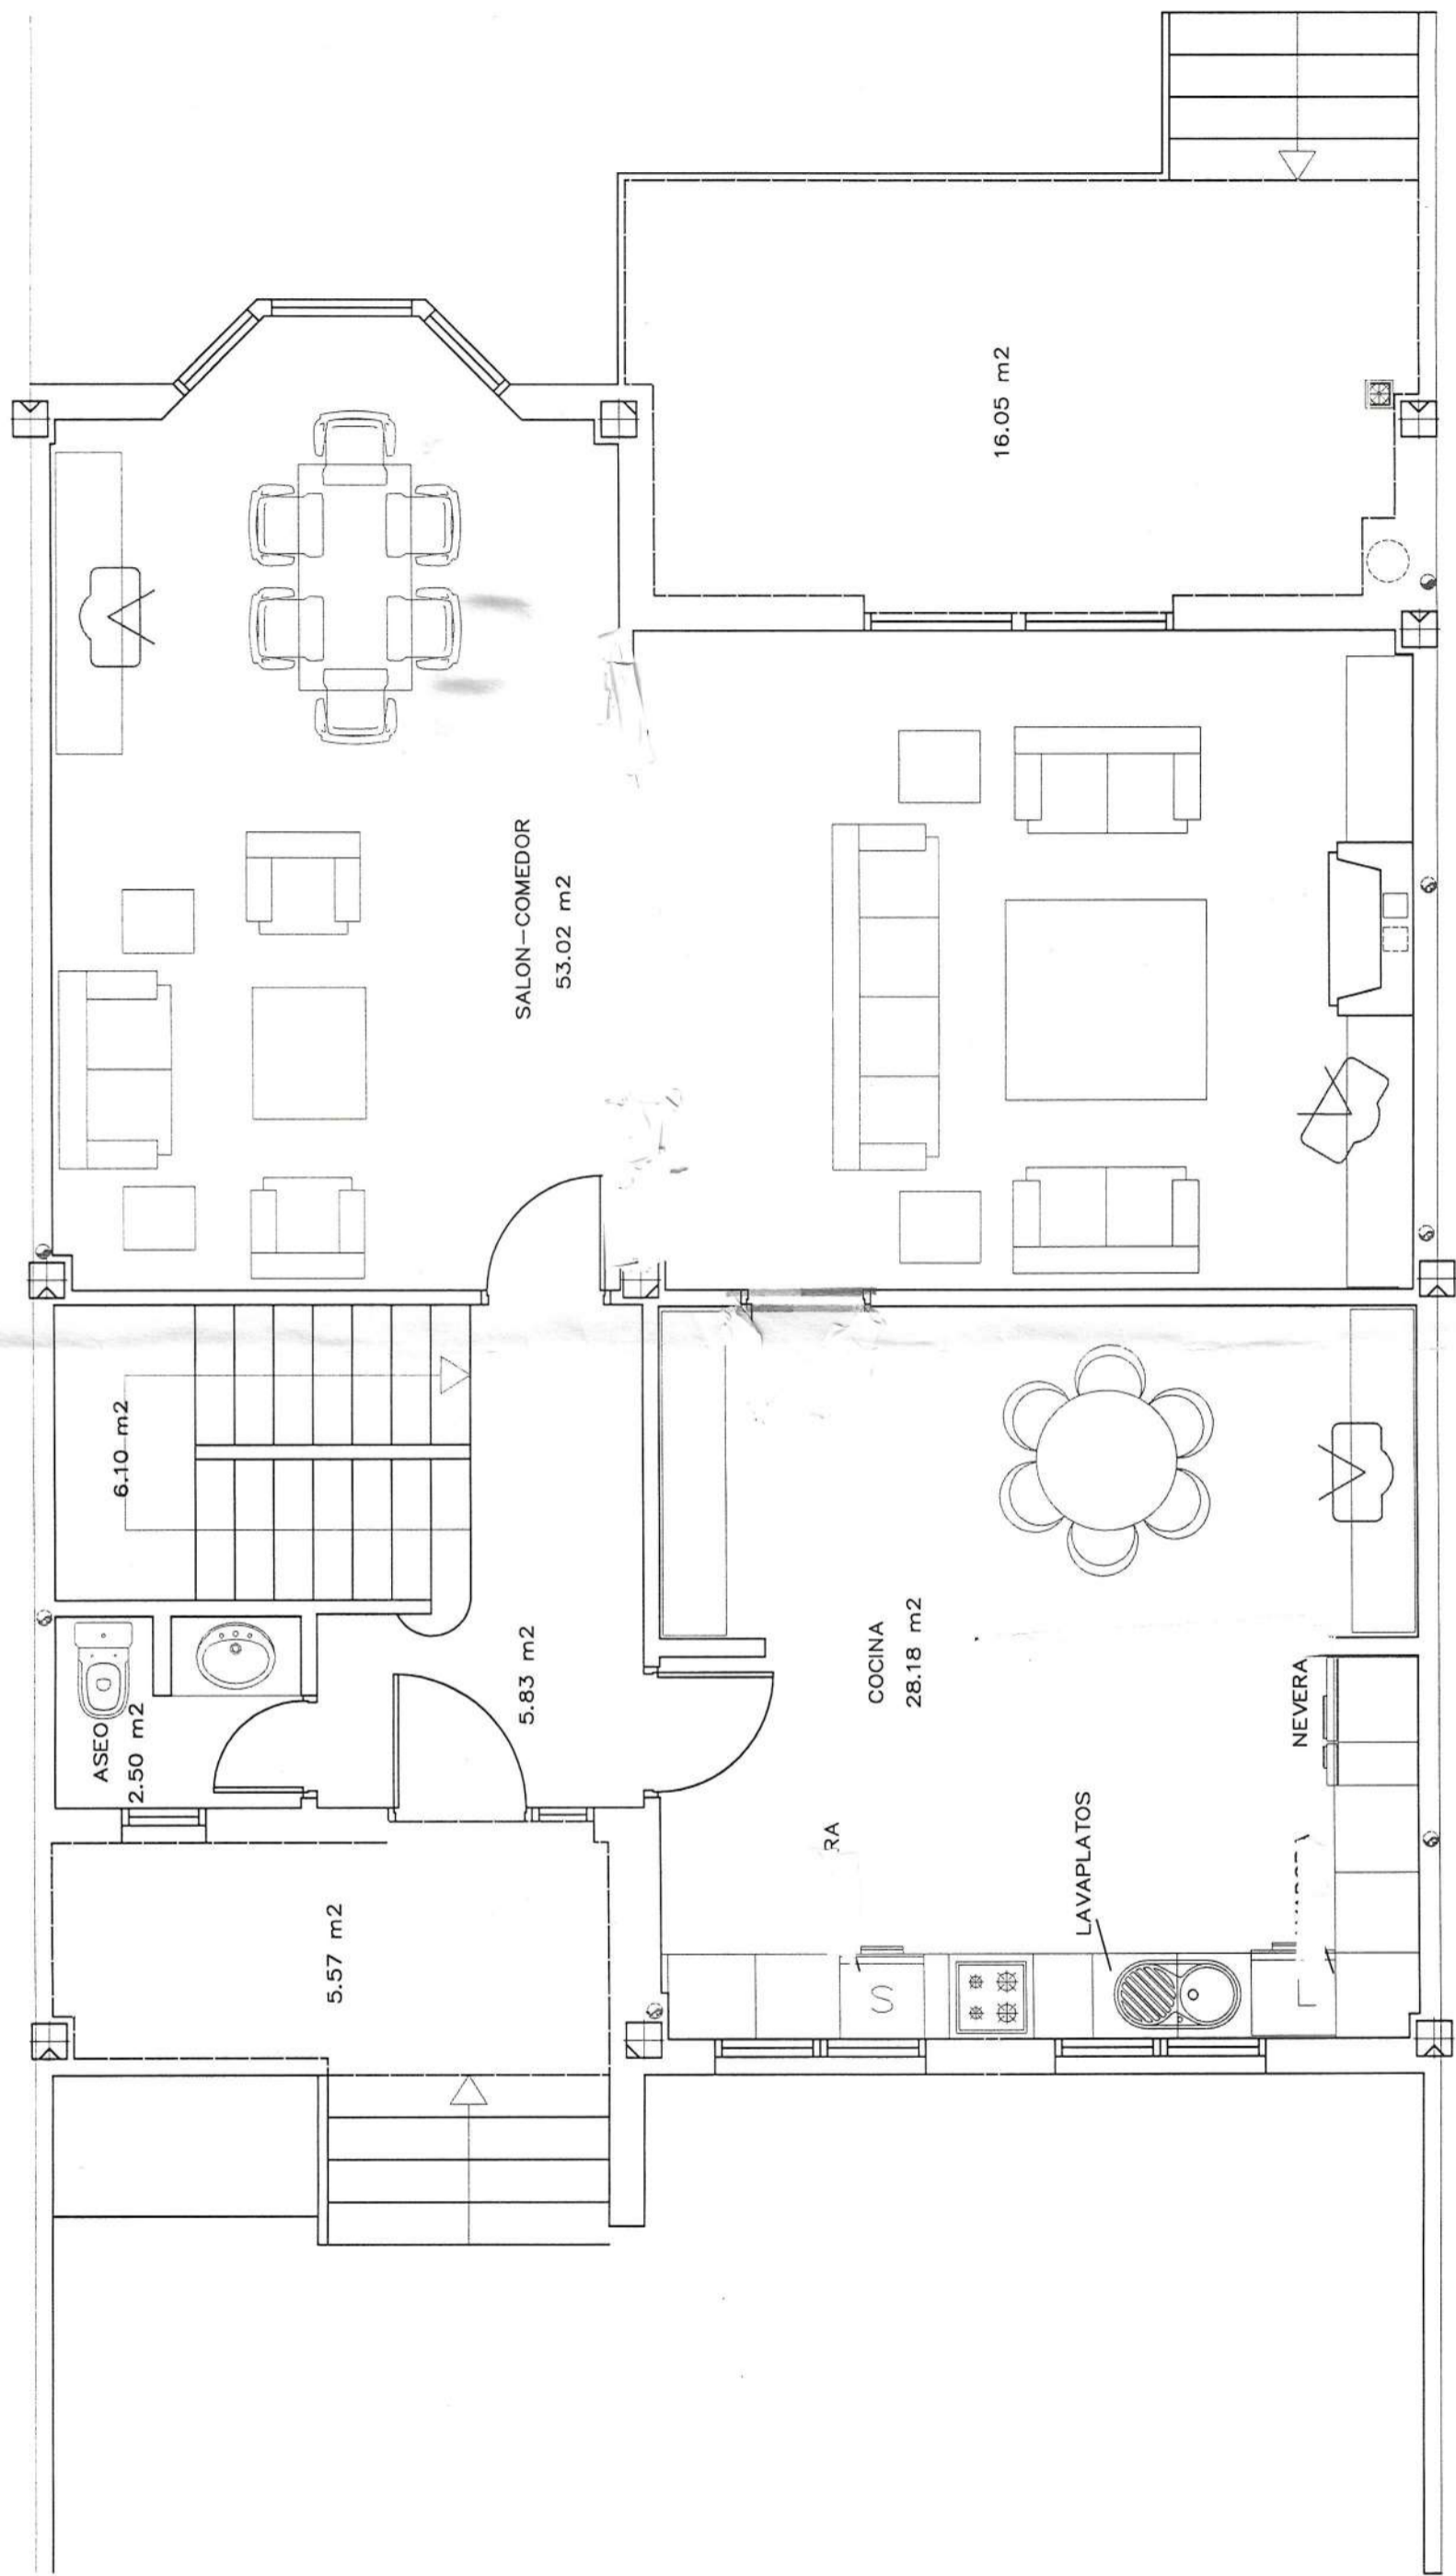 ASEO
2.50 m2
6.10 m2
5.57 m2
5.83 m2
SALON-COMEDOR
53.02 m2
COCINA
28.18 m2
RA
16.05 m2
LAVAPLATOS
NEVERA
S